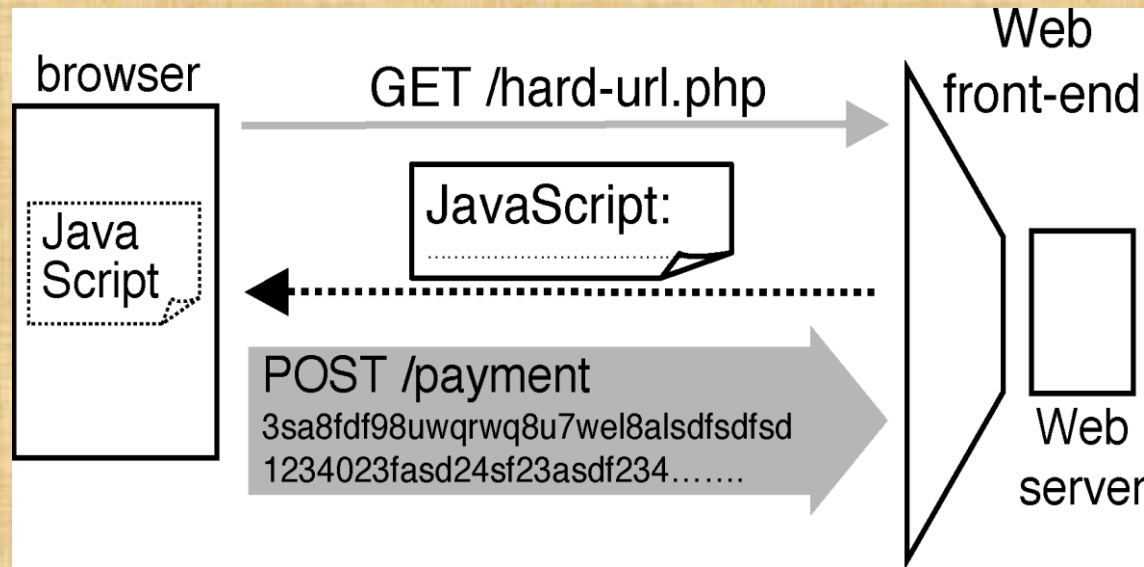 browser
GET /hard-url.php
Web
front-end
JavaScript:
Java
Script
POST /payment
3sa8fdf98uwqrwq8u7wel8alsdfsdfsd
1234023fasd24sf23asdf234…….
Web
server